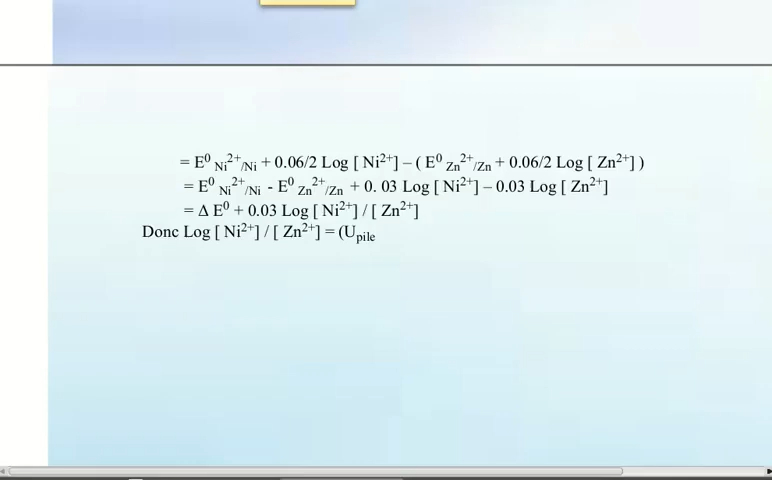 = E⁰ Ni²⁺/Ni + 0.06/2 Log [ Ni²⁺] – ( E⁰ Zn²⁺/Zn + 0.06/2 Log [ Zn²⁺] )
= E⁰ Ni²⁺/Ni - E⁰ Zn²⁺/Zn + 0. 03 Log [ Ni²⁺] – 0.03 Log [ Zn²⁺]
= Δ E⁰ + 0.03 Log [ Ni²⁺] / [ Zn²⁺]
Donc Log [ Ni²⁺] / [ Zn²⁺] = (Upile